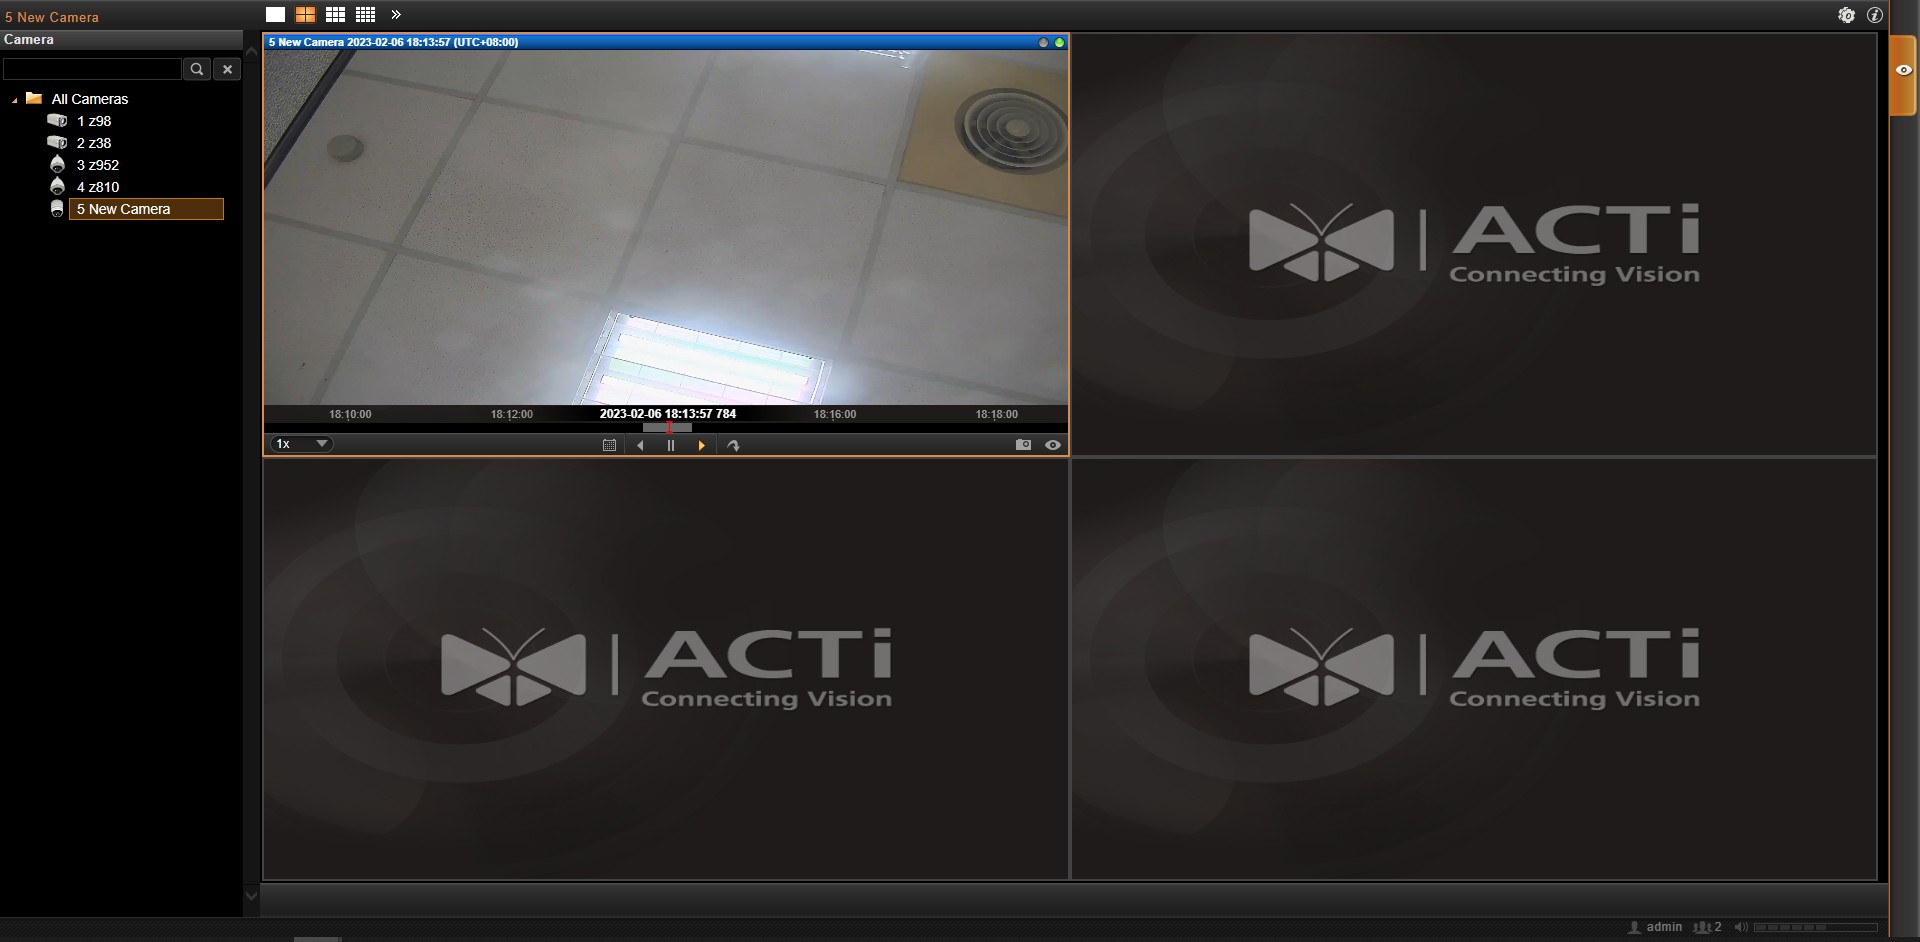 5 New Camera
Camera
All Cameras
1 z98
2 z38
3 z952
4 z810
5 New Camera
5 New Camera 2023-02-06 18:13:57 (UTC+08:00)
18:10:00 18:12:00 2023-02-06 18:13:57 784 18:16:00 18:18:00
1x
ACTi
Connecting Vision
ACTi
Connecting Vision
ACTi
Connecting Vision
admin 2